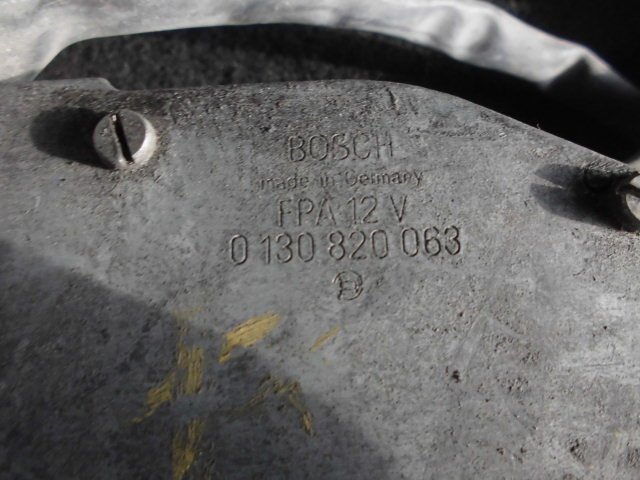 BOSCH
made in Germany
FPA 12 V
0 130 820 063
B